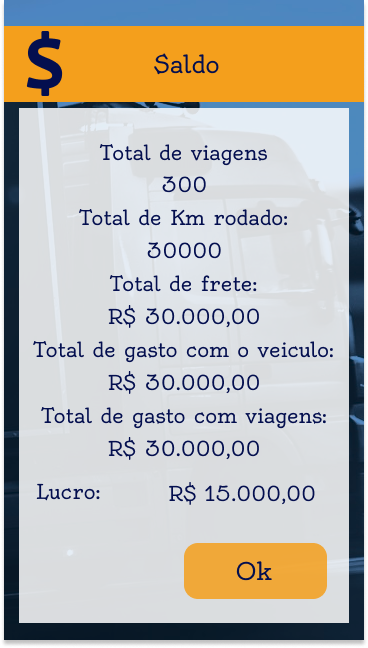 $ Saldo
Total de viagens
300
Total de Km rodado:
30000
Total de frete:
R$ 30.000,00
Total de gasto com o veiculo:
R$ 30.000,00
Total de gasto com viagens:
R$ 30.000,00
Lucro: R$ 15.000,00
Ok